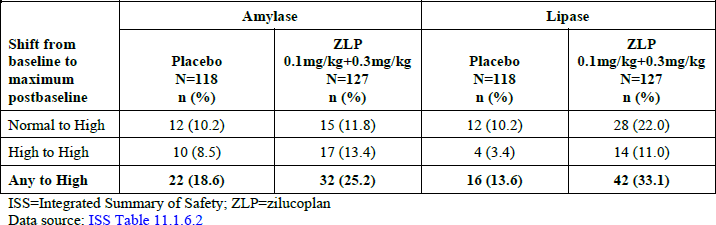 Amylase Lipase
Shift from baseline to maximum postbaseline Placebo N=118 n (%) ZLP 0.1mg/kg+0.3mg/kg N=127 n (%) Placebo N=118 n (%) ZLP 0.1mg/kg+0.3mg/kg N=127 n (%)
Normal to High 12 (10.2) 15 (11.8) 12 (10.2) 28 (22.0)
High to High 10 (8.5) 17 (13.4) 4 (3.4) 14 (11.0)
Any to High 22 (18.6) 32 (25.2) 16 (13.6) 42 (33.1)
ISS=Integrated Summary of Safety; ZLP=zilucoplan
Data source: ISS Table 11.1.6.2